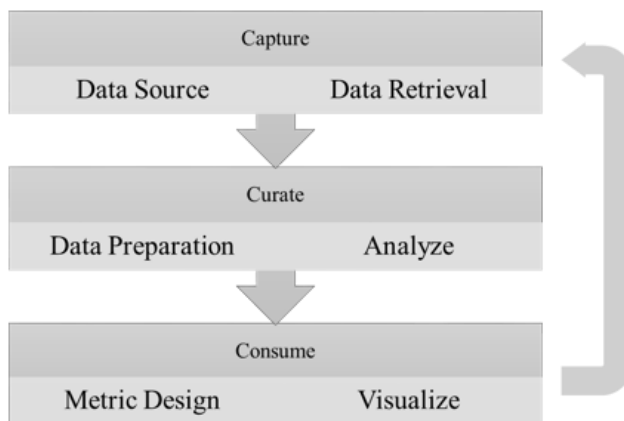 Capture
Data Source Data Retrieval
Curate
Data Preparation Analyze
Consume
Metric Design Visualize